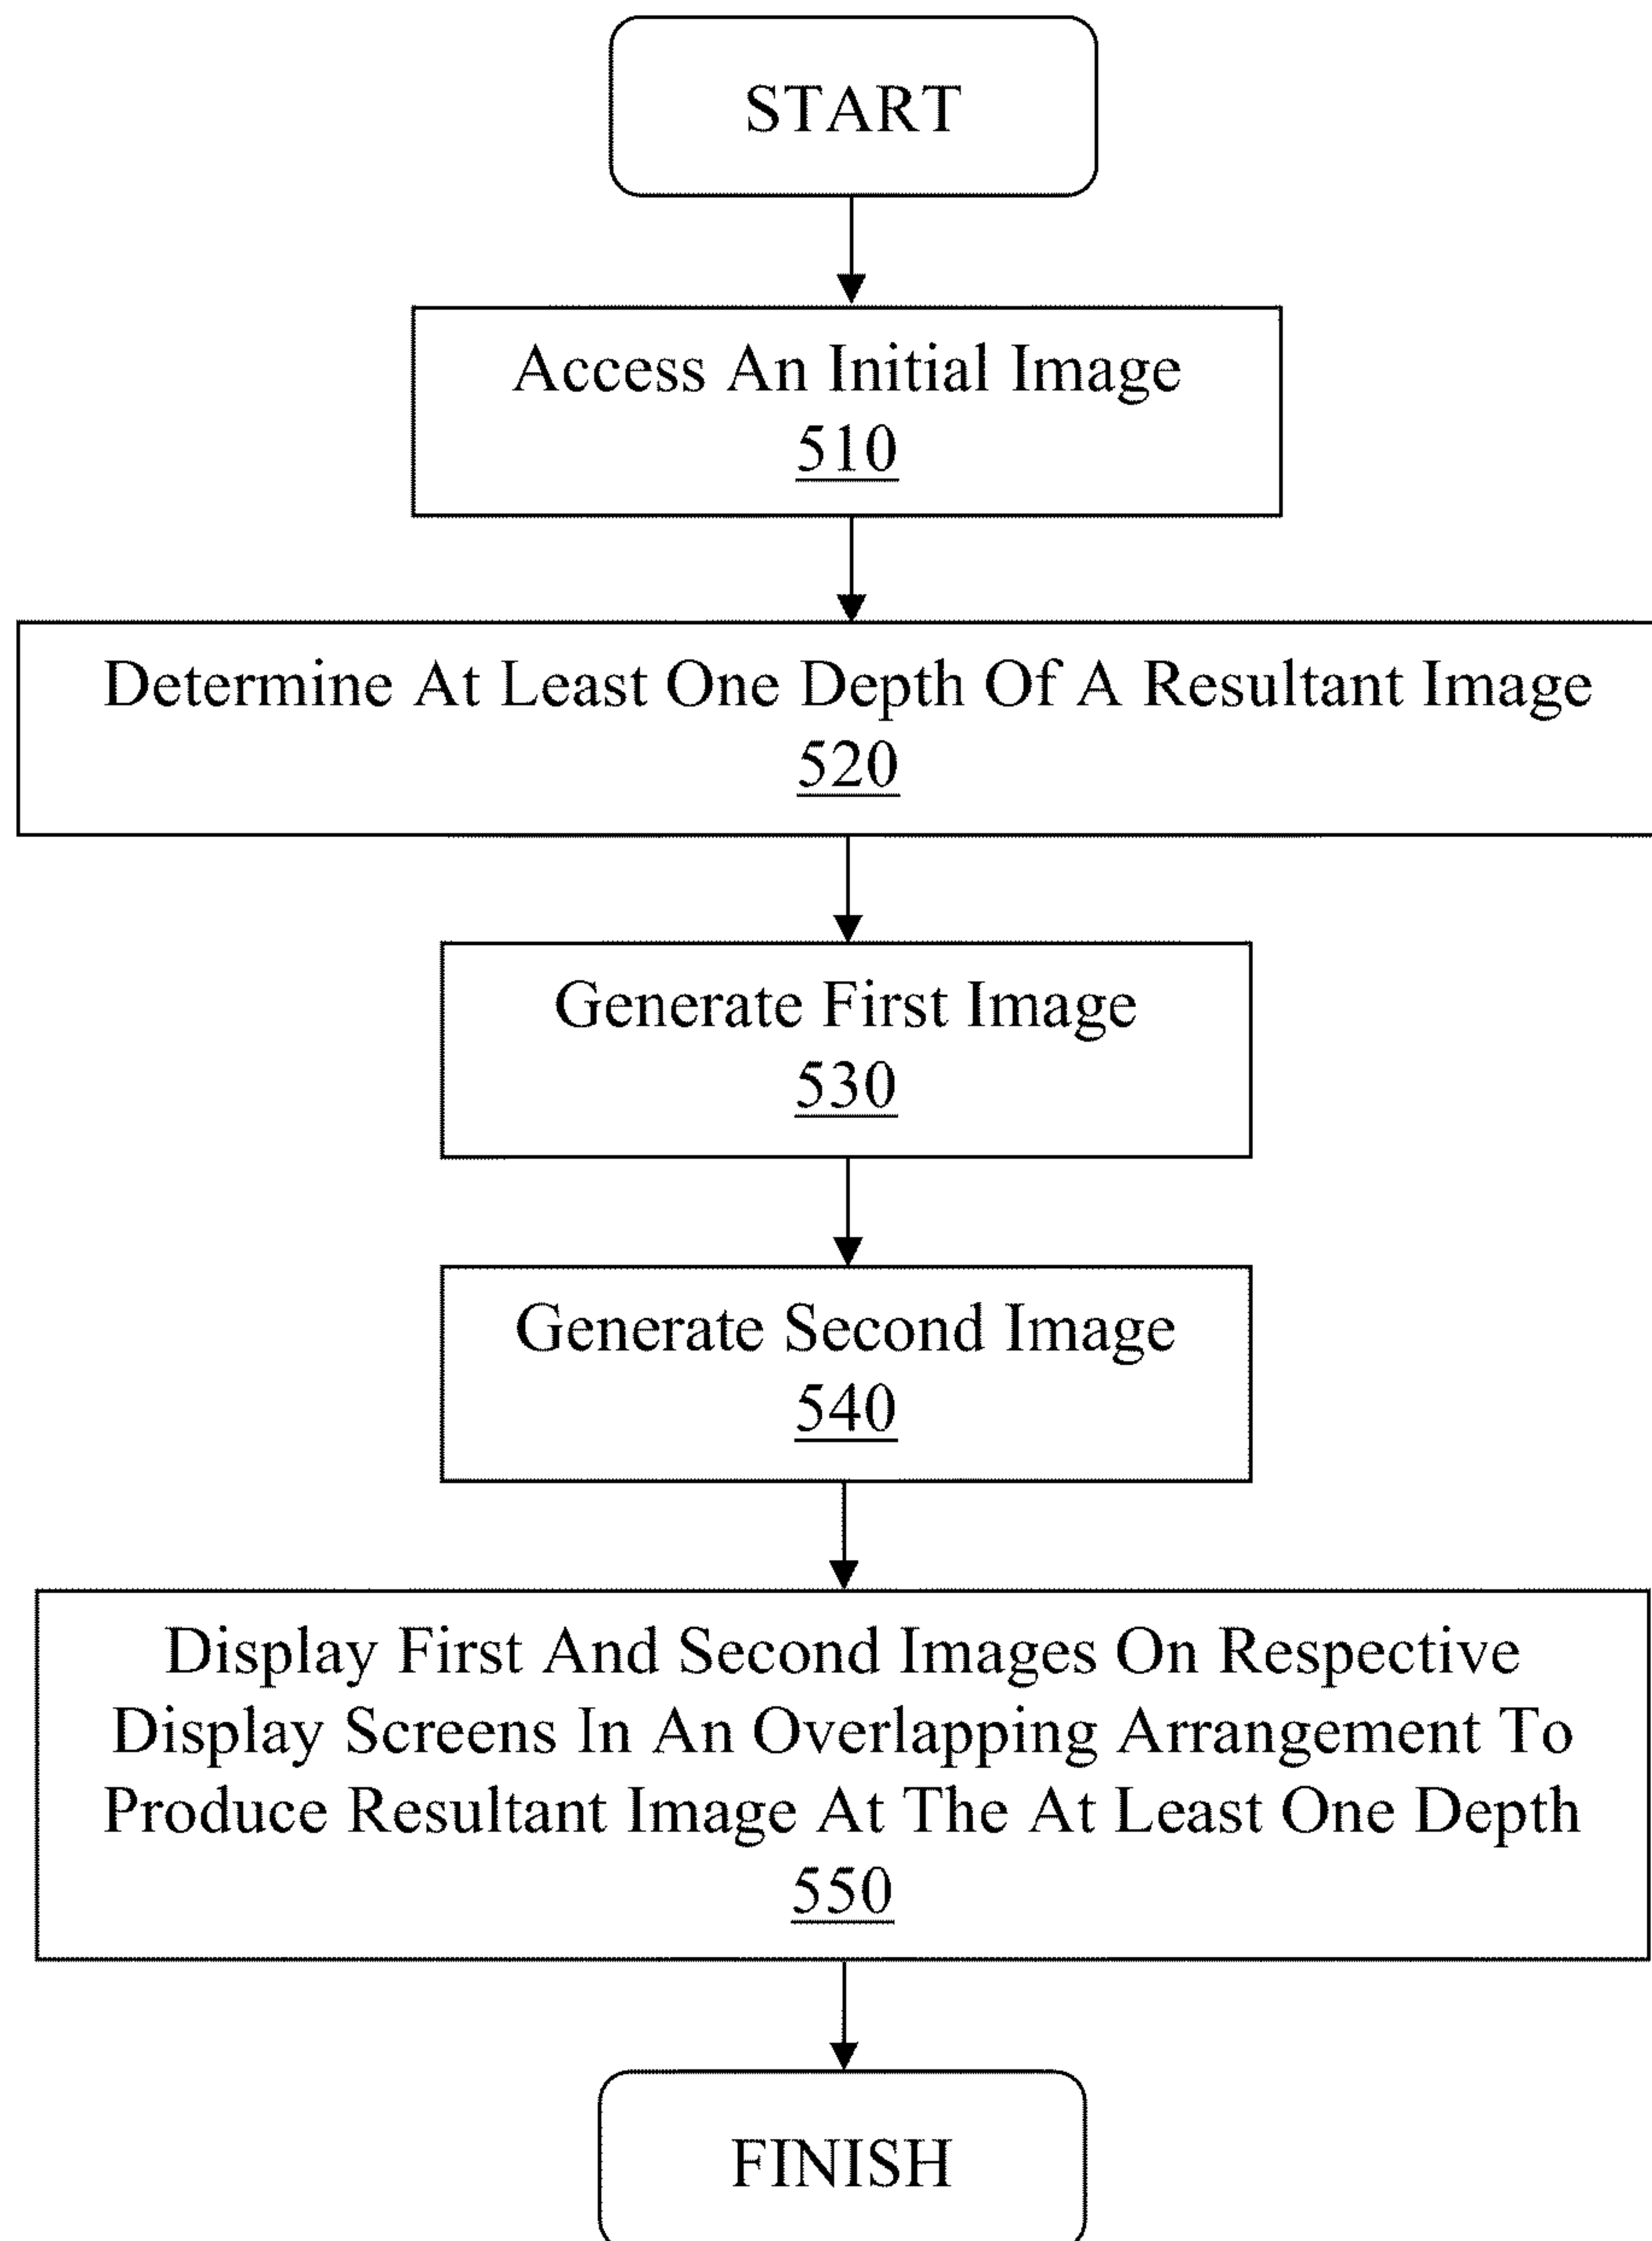 START
Access An Initial Image
510
Determine At Least One Depth Of A Resultant Image
520
Generate First Image
530
Generate Second Image
540
Display First And Second Images On Respective
Display Screens In An Overlapping Arrangement To
Produce Resultant Image At The At Least One Depth
550
FINISH